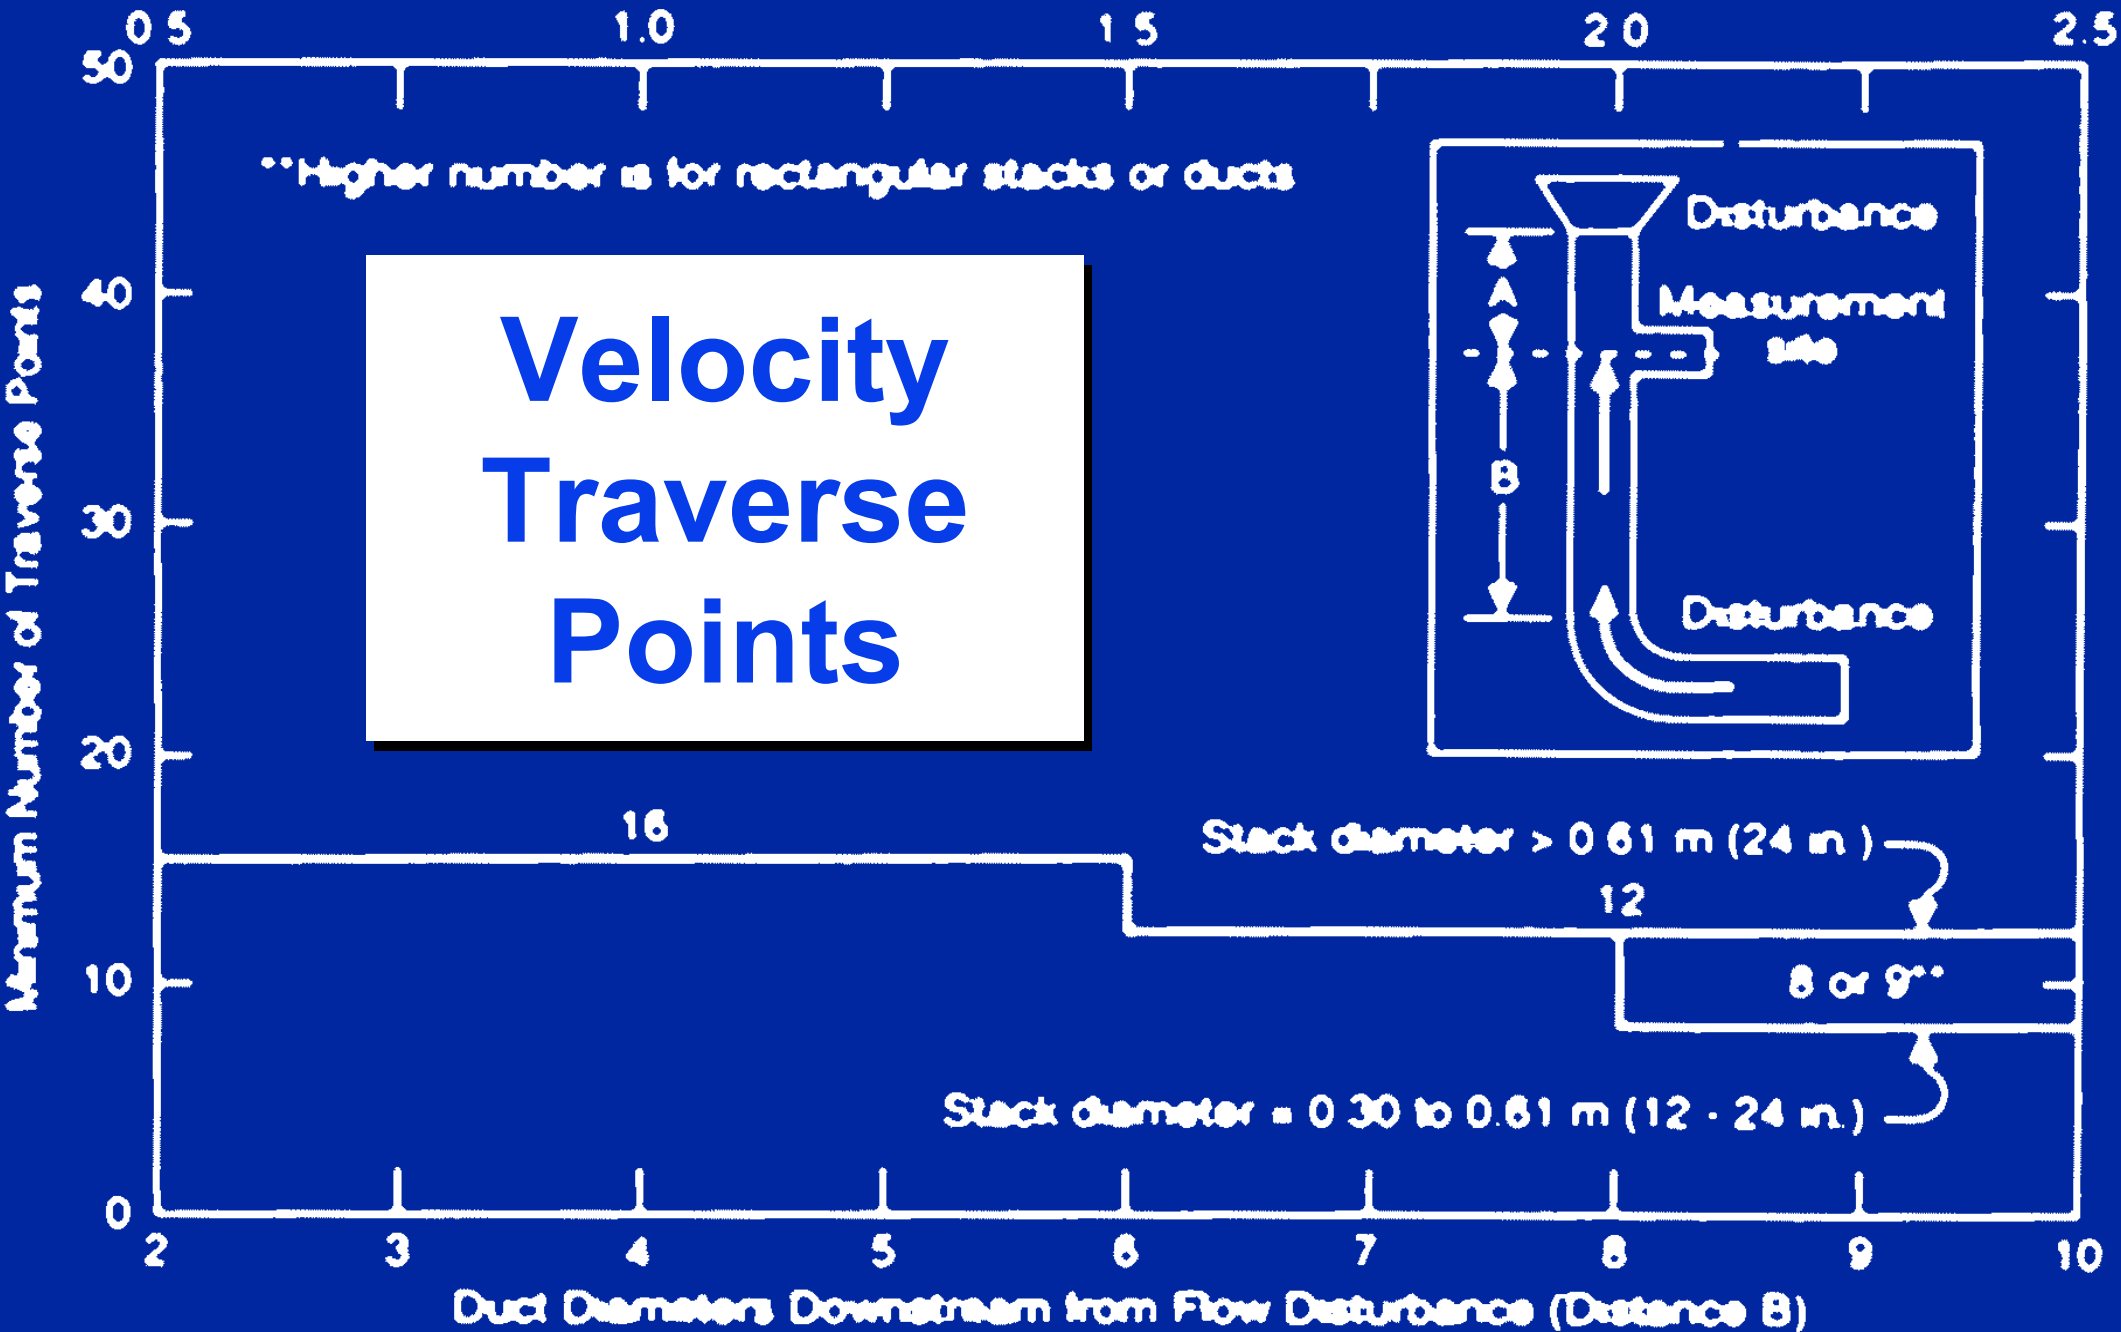 0 5 1.0 1 5 2 0 2.5
50
**Higher number is for rectangular stacks or ducts
Velocity
Traverse
Points
Disturbance
A
Measurement
site
B
Disturbance
40
30
20
10
0
Minimum Number of Traverse Points
16
Stack diameter > 0 61 m (24 in )
12
8 or 9**
Stack diameter = 0 30 to 0.61 m (12 - 24 in.)
2 3 4 5 6 7 8 9 10
Duct Diameters Downstream from Flow Disturbance (Distance B)